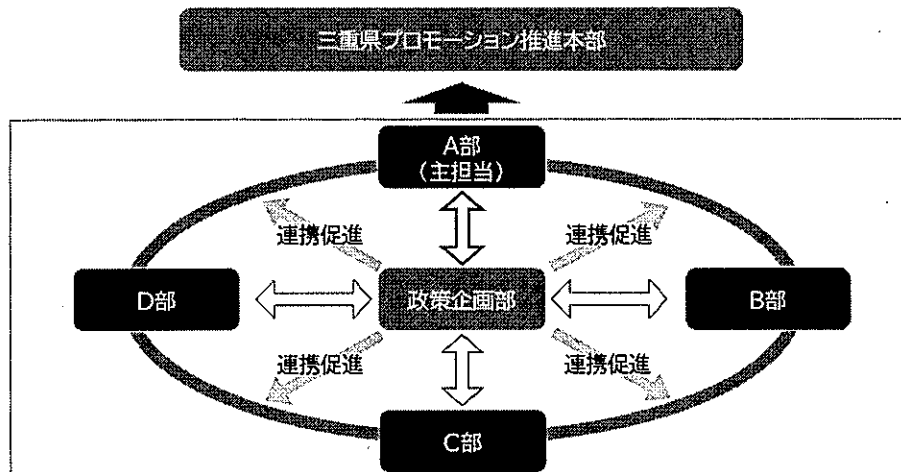 三重県プロモーション推進本部
A部
(主担当)
連携促進
連携促進
D部
政策企画部
B部
連携促進
連携促進
C部